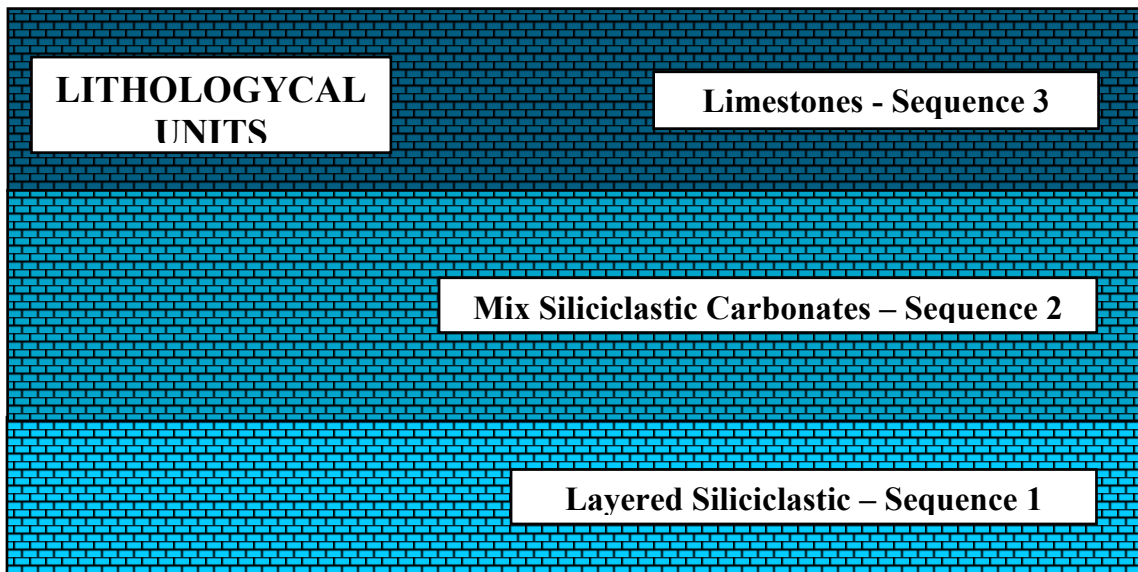 LITHOLOGYCAL
UNITS
Limestones - Sequence 3
Mix Siliciclastic Carbonates – Sequence 2
Layered Siliciclastic – Sequence 1